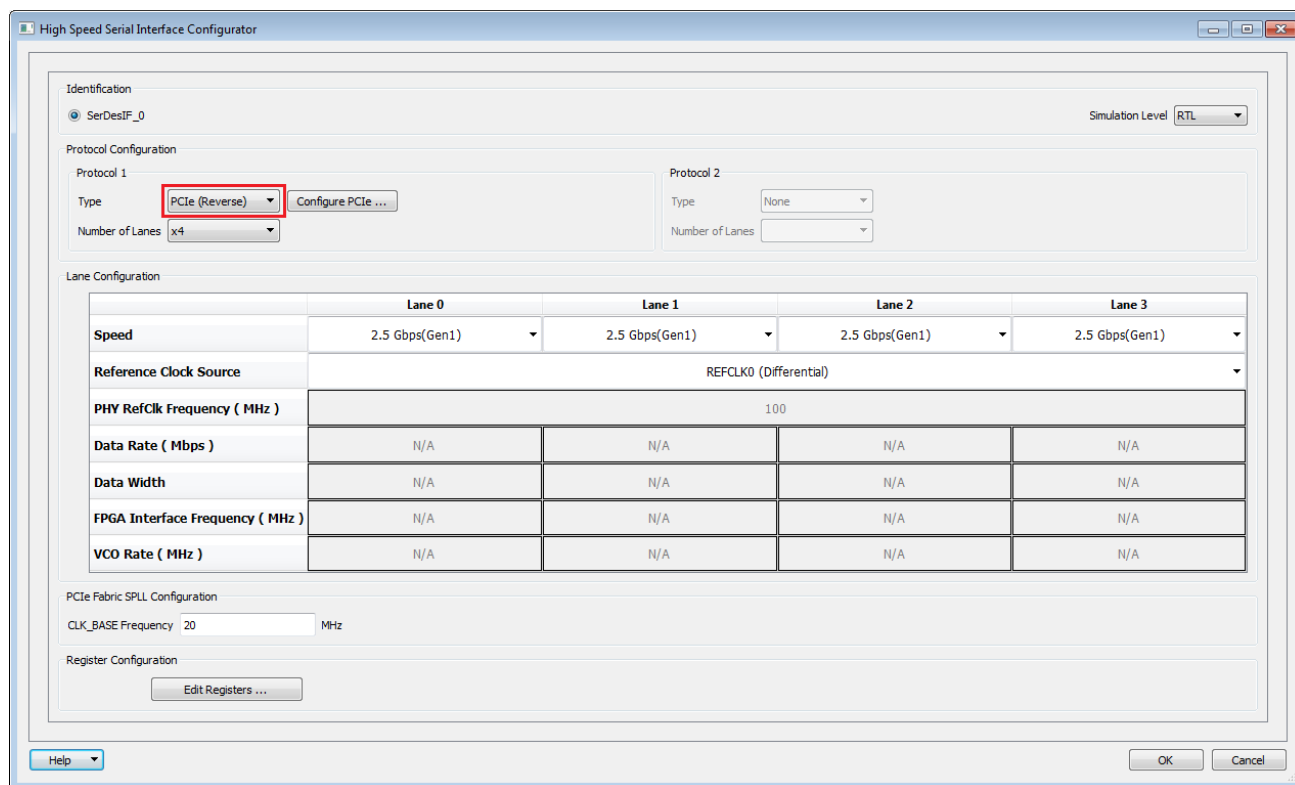 High Speed Serial Interface Configurator
Identification
SerDesIF_0
Simulation Level RTL
Protocol Configuration
Protocol 1
Type PCIe (Reverse) Configure PCIe ...
Number of Lanes x4
Protocol 2
Type None
Number of Lanes
Lane Configuration
Lane 0 Lane 1 Lane 2 Lane 3
Speed 2.5 Gbps(Gen1) 2.5 Gbps(Gen1) 2.5 Gbps(Gen1) 2.5 Gbps(Gen1)
Reference Clock Source REFCLK0 (Differential)
PHY RefClk Frequency ( MHz ) 100
Data Rate ( Mbps ) N/A N/A N/A N/A
Data Width N/A N/A N/A N/A
FPGA Interface Frequency ( MHz ) N/A N/A N/A N/A
VCO Rate ( MHz ) N/A N/A N/A N/A
PCIe Fabric SPLL Configuration
CLK_BASE Frequency 20 MHz
Register Configuration
Edit Registers ...
Help OK Cancel